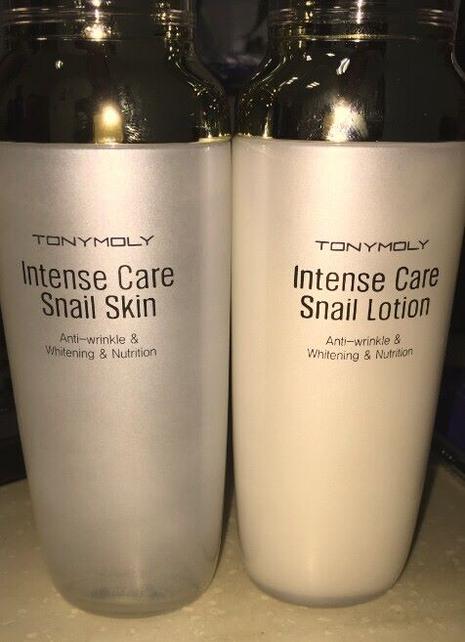 TONYMOLY
Intense Care
Snail Skin
Anti-wrinkle &
Whitening & Nutrition
TONYMOLY
Intense Care
Snail Lotion
Anti-wrinkle &
Whitening & Nutrition